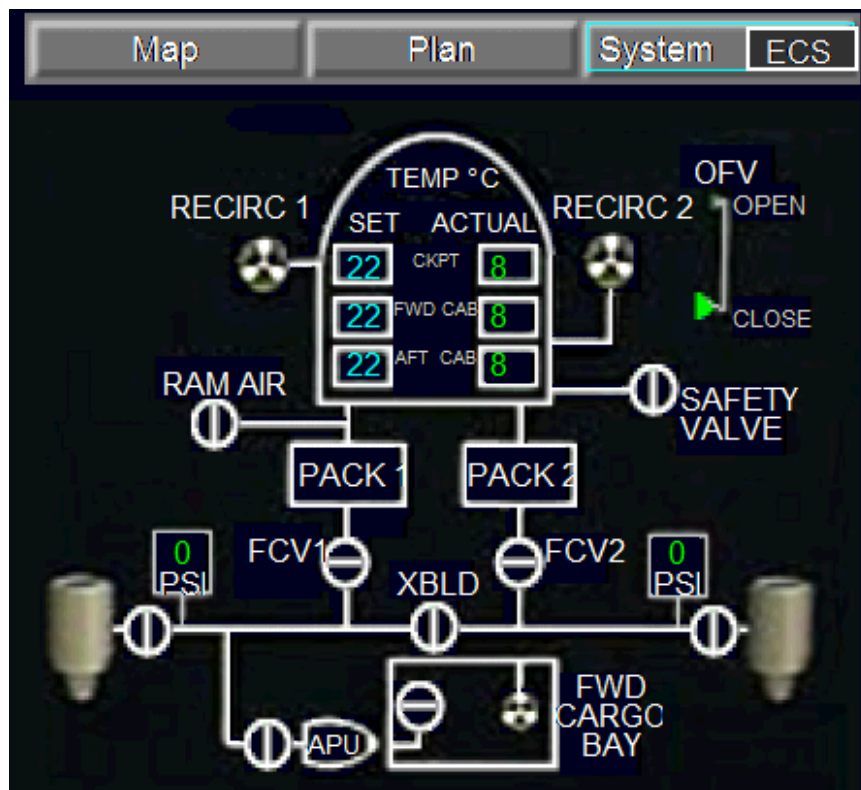 Map Plan System ECS
TEMP °C
OFV
RECIRC 1
RECIRC 2
OPEN
SET ACTUAL
22 CKPT 8
22 FWD CAB 8
CLOSE
22 AFT CAB 8
RAM AIR
SAFETY
VALVE
PACK 1
PACK 2
0
PSI
FCV1
FCV2
0
PSI
XBLD
FWD
CARGO
BAY
APU